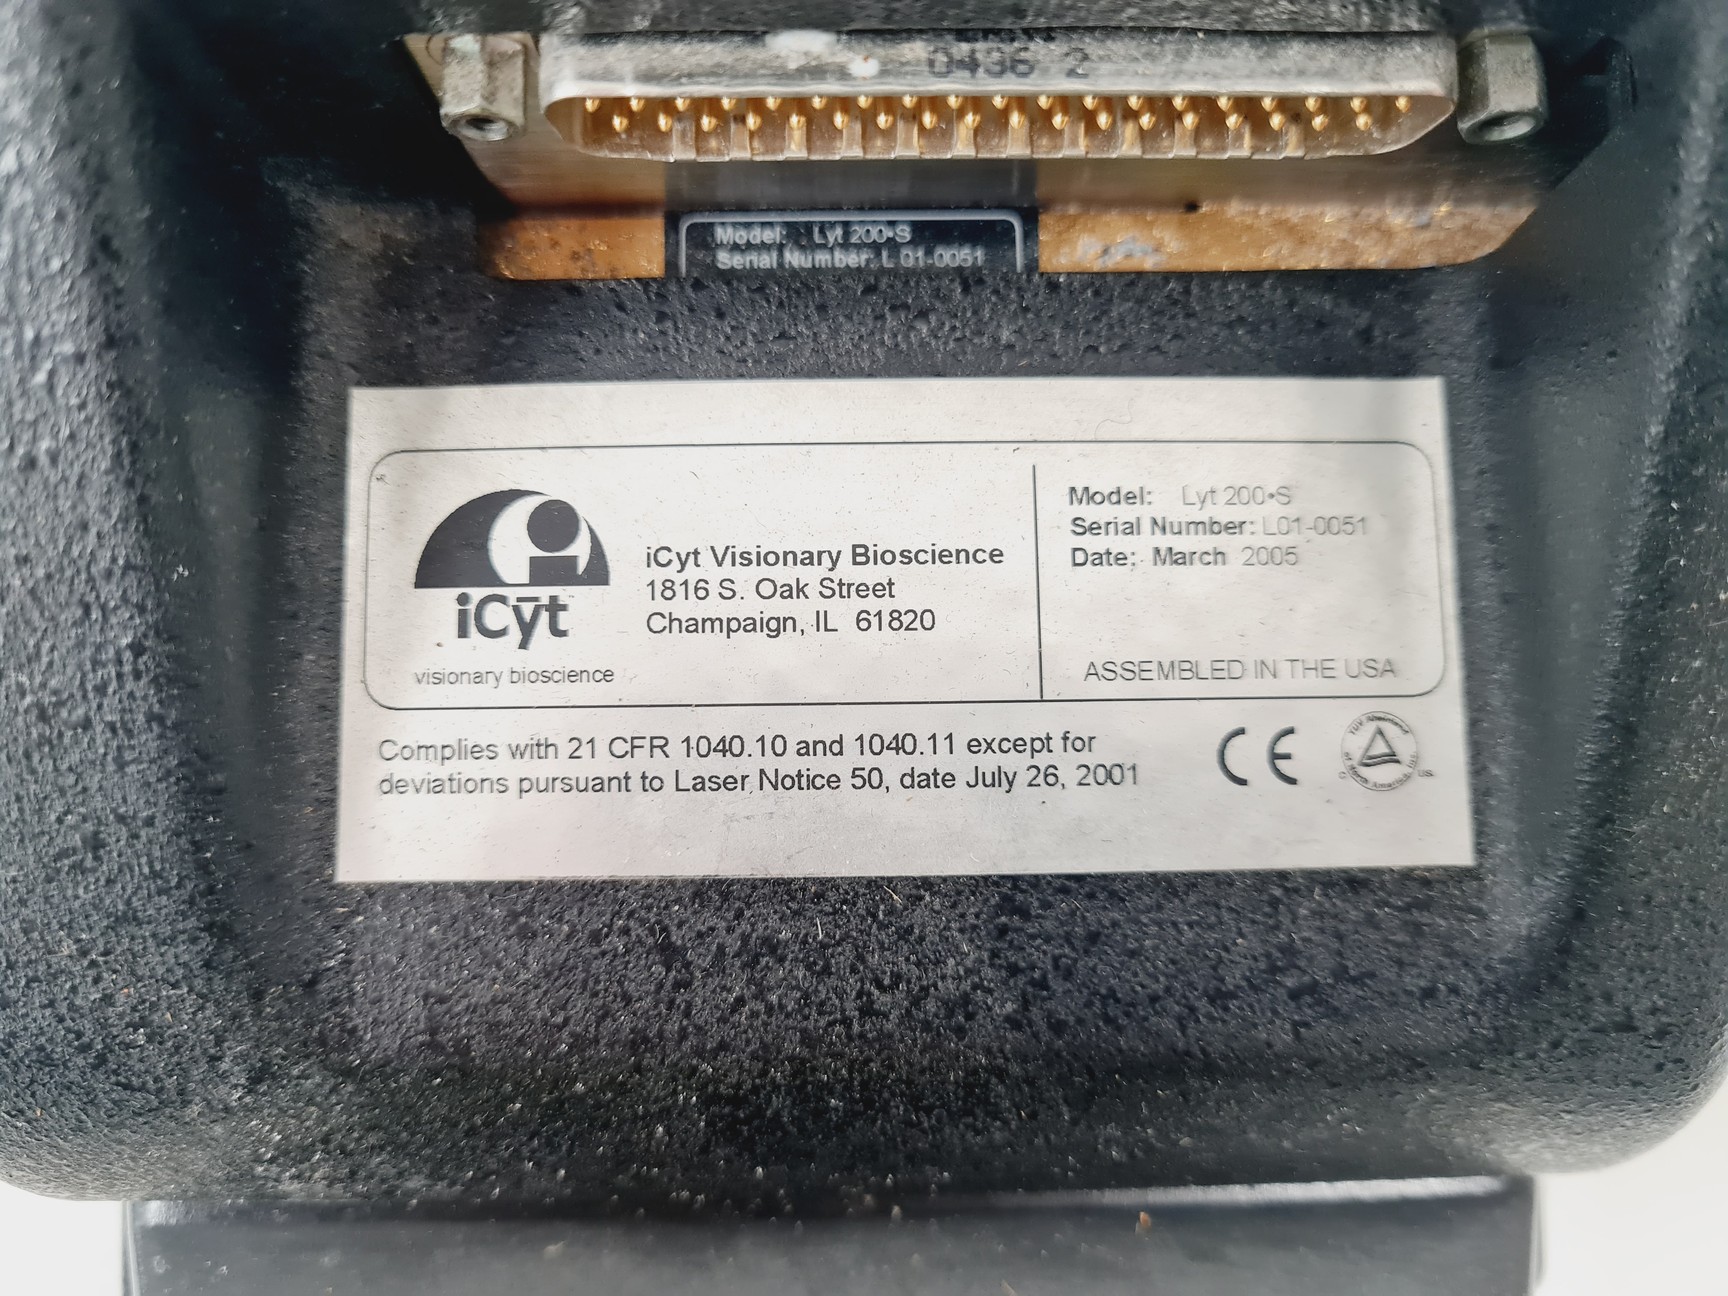 0436 2
Model: Lyt 200•S
Serial Number: L 01-0051
iCȳt
visionary bioscience
iCyt Visionary Bioscience
1816 S. Oak Street
Champaign, IL 61820
Model: Lyt 200•S
Serial Number: L01-0051
Date: March 2005
ASSEMBLED IN THE USA
Complies with 21 CFR 1040.10 and 1040.11 except for
deviations pursuant to Laser Notice 50, date July 26, 2001
CE
C
US